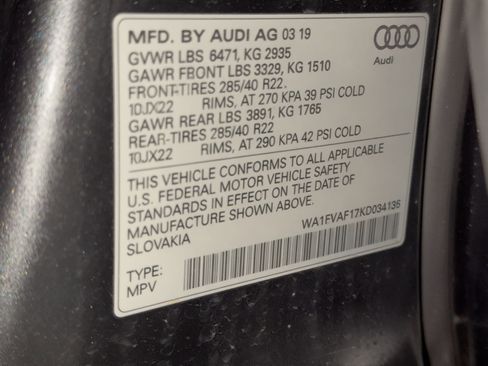 MFD. BY AUDI AG 03 19
GVWR LBS 6471, KG 2935
GAWR FRONT LBS 3329, KG 1510
FRONT-TIRES 285/40 R22.
10JX22 RIMS, AT 270 KPA 39 PSI COLD
GAWR REAR LBS 3891, KG 1765
REAR-TIRES 285/40 R22
10JX22 RIMS, AT 290 KPA 42 PSI COLD
Audi
THIS VEHICLE CONFORMS TO ALL APPLICABLE
U.S. FEDERAL MOTOR VEHICLE SAFETY
STANDARDS IN EFFECT ON THE DATE OF
MANUFACTURE SHOWN ABOVE.
SLOVAKIA
WA1FVAF17KD034136
TYPE:
MPV